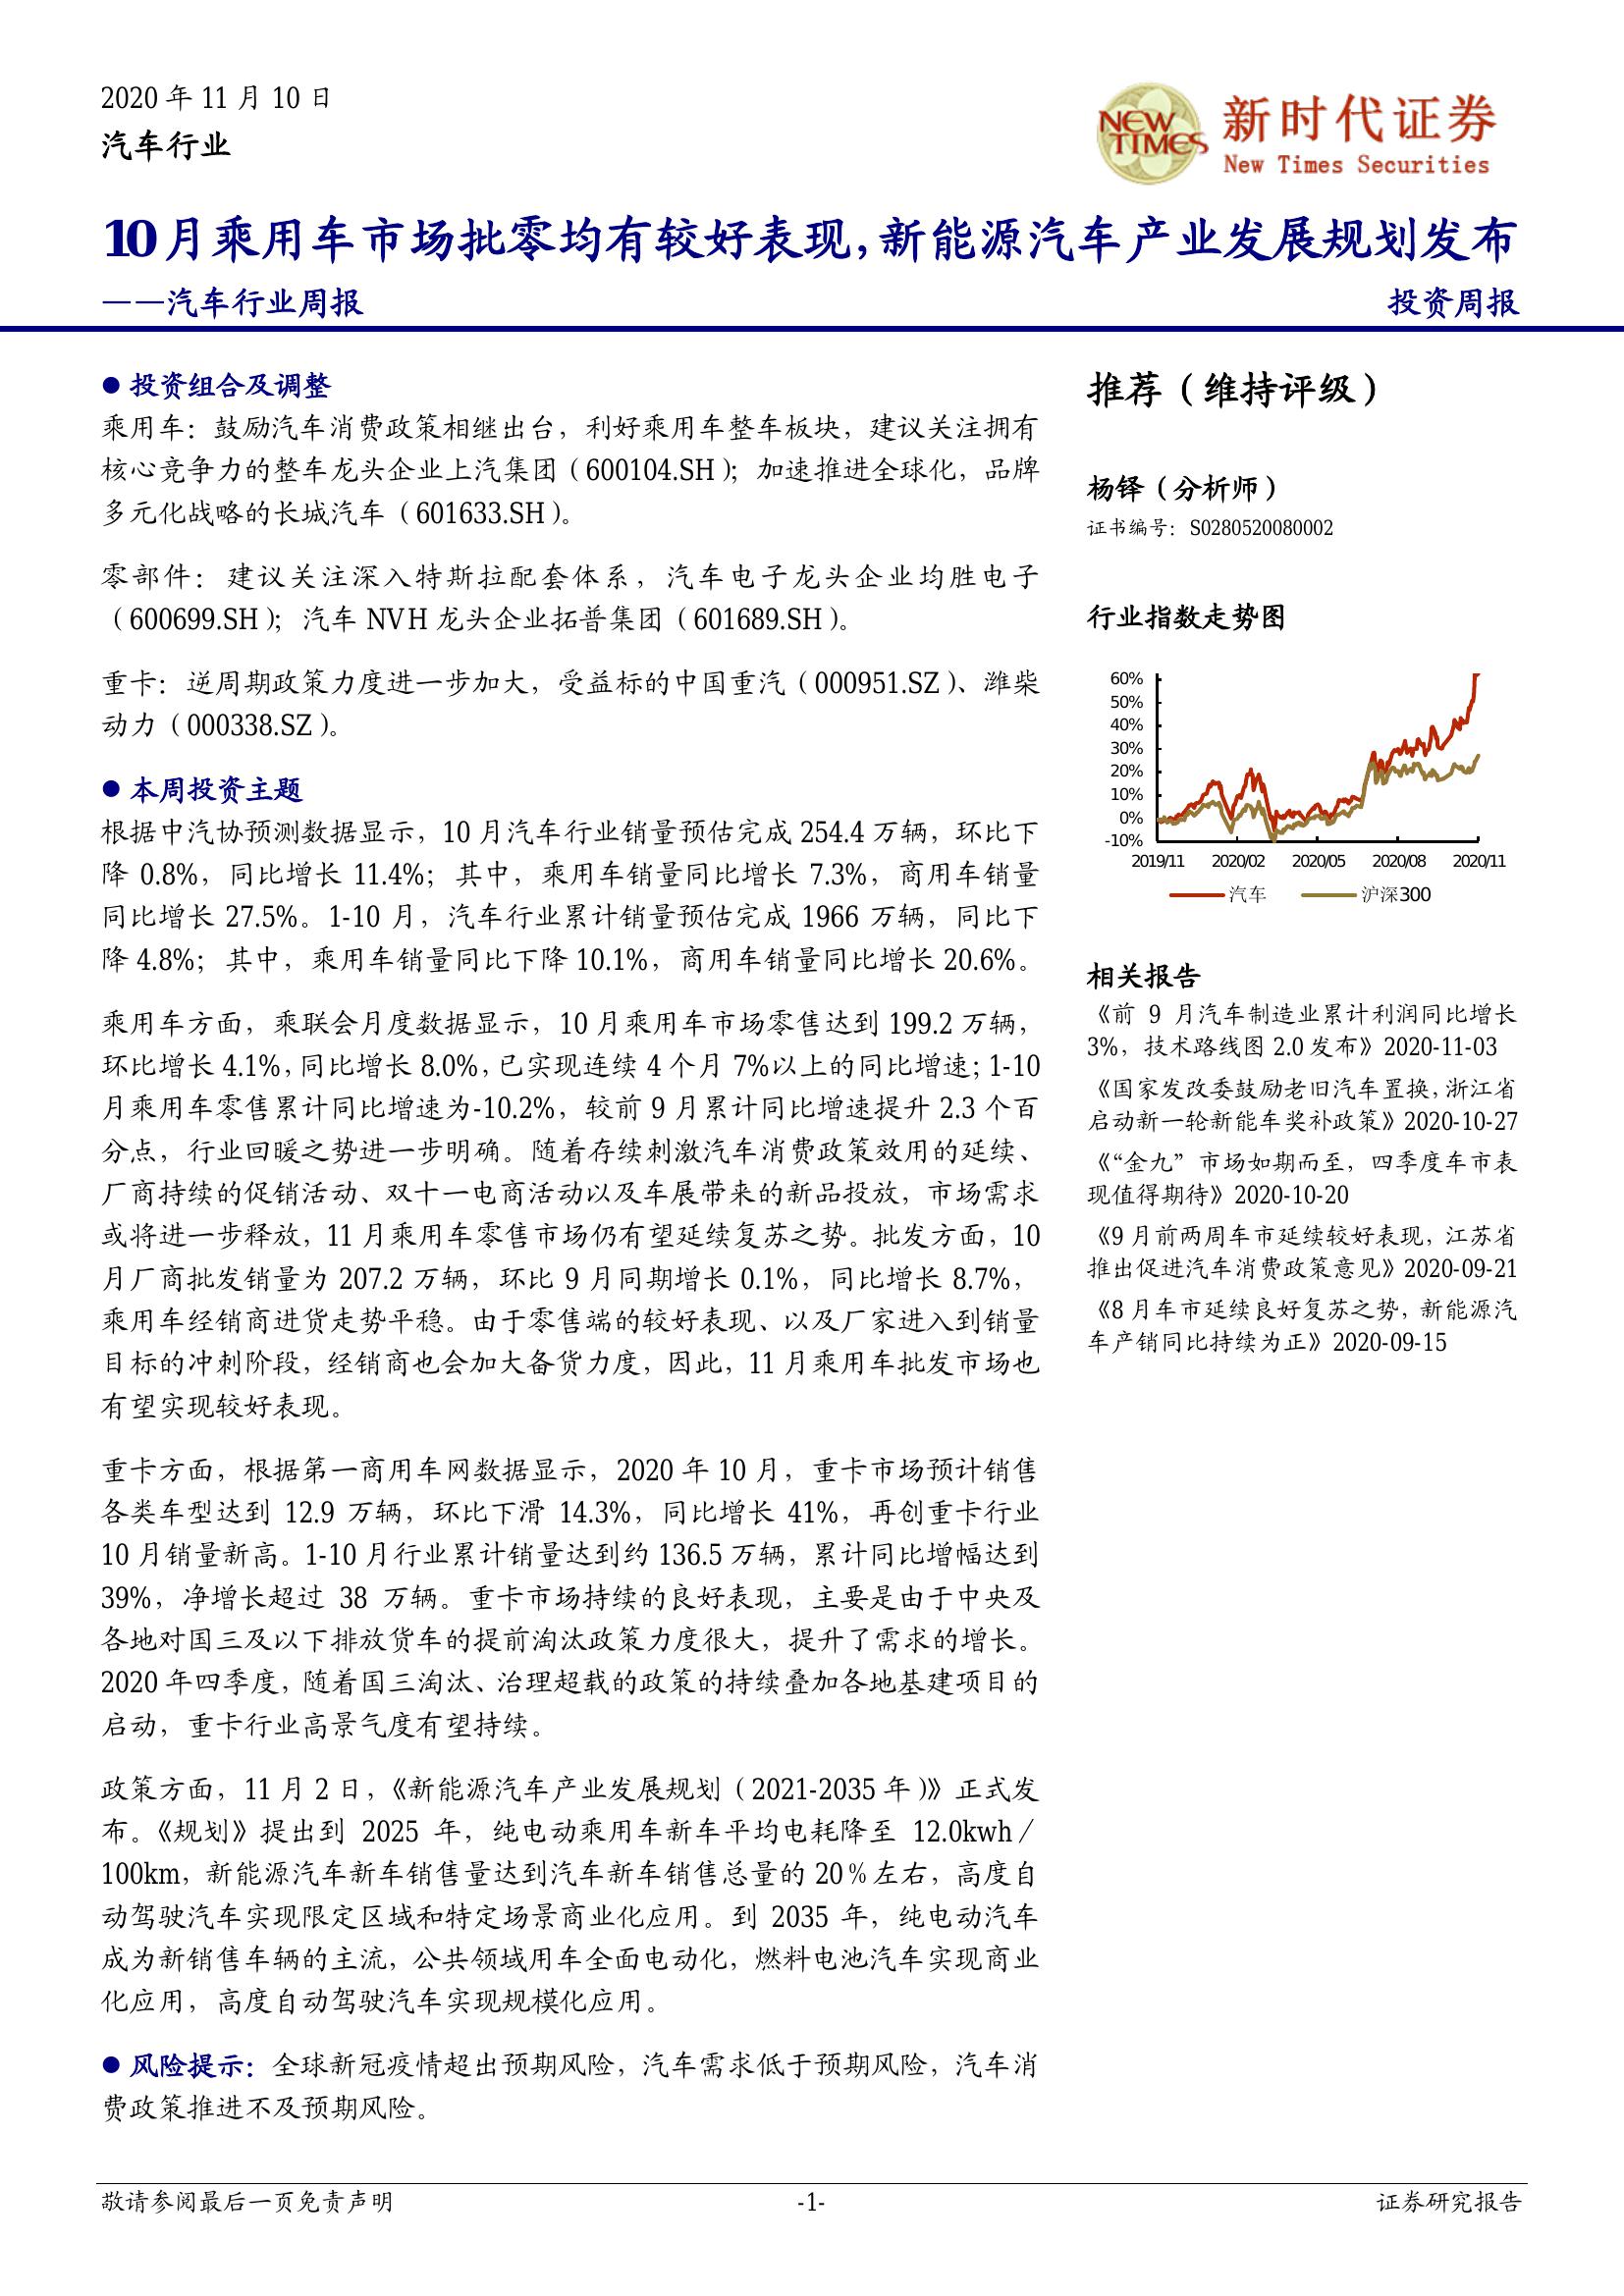 2020 年 11 月 10 日
汽车行业
NEW TIMES
新时代证券
New Times Securities
10月乘用车市场批零均有较好表现,新能源汽车产业发展规划发布
——汽车行业周报
投资周报
● 投资组合及调整
乘用车：鼓励汽车消费政策相继出台，利好乘用车整车板块，建议关注拥有
核心竞争力的整车龙头企业上汽集团（600104.SH）；加速推进全球化，品牌
多元化战略的长城汽车（601633.SH）。
零部件：建议关注深入特斯拉配套体系，汽车电子龙头企业均胜电子
（600699.SH）；汽车 NVH 龙头企业拓普集团（601689.SH）。
重卡：逆周期政策力度进一步加大，受益标的中国重汽（000951.SZ）、潍柴
动力（000338.SZ）。
● 本周投资主题
根据中汽协预测数据显示，10 月汽车行业销量预估完成 254.4 万辆，环比下
降 0.8%，同比增长 11.4%；其中，乘用车销量同比增长 7.3%，商用车销量
同比增长 27.5%。1-10 月，汽车行业累计销量预估完成 1966 万辆，同比下
降 4.8%；其中，乘用车销量同比下降 10.1%，商用车销量同比增长 20.6%。
乘用车方面，乘联会月度数据显示，10 月乘用车市场零售达到 199.2 万辆，
环比增长 4.1%，同比增长 8.0%，已实现连续 4 个月 7%以上的同比增速；1-10
月乘用车零售累计同比增速为-10.2%，较前 9 月累计同比增速提升 2.3 个百
分点，行业回暖之势进一步明确。随着存续刺激汽车消费政策效用的延续、
厂商持续的促销活动、双十一电商活动以及车展带来的新品投放，市场需求
或将进一步释放，11 月乘用车零售市场仍有望延续复苏之势。批发方面，10
月厂商批发销量为 207.2 万辆，环比 9 月同期增长 0.1%，同比增长 8.7%，
乘用车经销商进货走势平稳。由于零售端的较好表现、以及厂家进入到销量
目标的冲刺阶段，经销商也会加大备货力度，因此，11 月乘用车批发市场也
有望实现较好表现。
重卡方面，根据第一商用车网数据显示，2020 年 10 月，重卡市场预计销售
各类车型达到 12.9 万辆，环比下滑 14.3%，同比增长 41%，再创重卡行业
10 月销量新高。1-10 月行业累计销量达到约 136.5 万辆，累计同比增幅达到
39%，净增长超过 38 万辆。重卡市场持续的良好表现，主要是由于中央及
各地对国三及以下排放货车的提前淘汰政策力度很大，提升了需求的增长。
2020 年四季度，随着国三淘汰、治理超载的政策的持续叠加各地基建项目的
启动，重卡行业高景气度有望持续。
政策方面，11 月 2 日，《新能源汽车产业发展规划（2021-2035 年）》正式发
布。《规划》提出到 2025 年，纯电动乘用车新车平均电耗降至 12.0kwh／
100km，新能源汽车新车销售量达到汽车新车销售总量的 20％左右，高度自
动驾驶汽车实现限定区域和特定场景商业化应用。到 2035 年，纯电动汽车
成为新销售车辆的主流，公共领域用车全面电动化，燃料电池汽车实现商业
化应用，高度自动驾驶汽车实现规模化应用。
● 风险提示：全球新冠疫情超出预期风险，汽车需求低于预期风险，汽车消
费政策推进不及预期风险。
推荐（维持评级）
杨铎（分析师）
证书编号：S0280520080002
行业指数走势图
60%
50%
40%
30%
20%
10%
0%
-10%
2019/11 2020/02 2020/05 2020/08 2020/11
汽车 沪深300
相关报告
《前 9 月汽车制造业累计利润同比增长
3%，技术路线图 2.0 发布》2020-11-03
《国家发改委鼓励老旧汽车置换，浙江省
启动新一轮新能车奖补政策》2020-10-27
《“金九”市场如期而至，四季度车市表
现值得期待》2020-10-20
《9 月前两周车市延续较好表现，江苏省
推出促进汽车消费政策意见》2020-09-21
《8 月车市延续良好复苏之势，新能源汽
车产销同比持续为正》2020-09-15
敬请参阅最后一页免责声明
-1-
证券研究报告